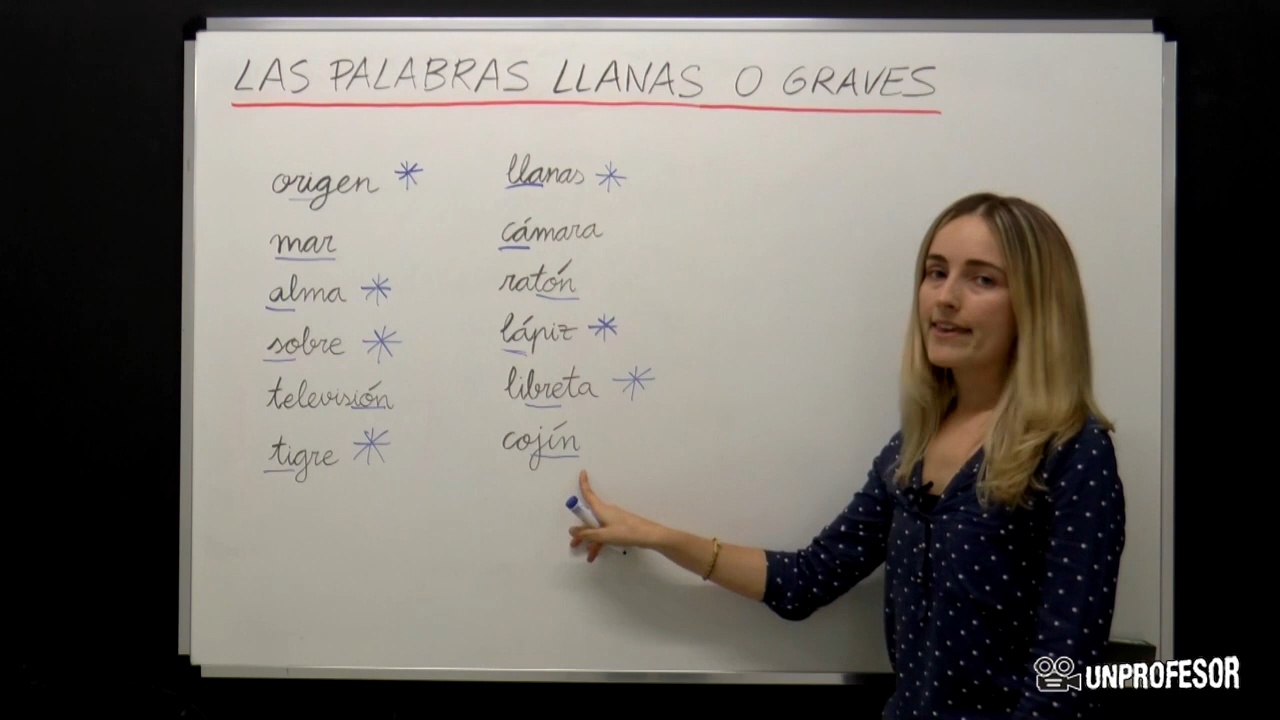 LAS PALABRAS LLANAS O GRAVES
origen *
mar
alma *
sobre *
televisión
tigre *
llanas *
cámara
ratón
lápiz *
libreta *
cojín
UNPROFESOR